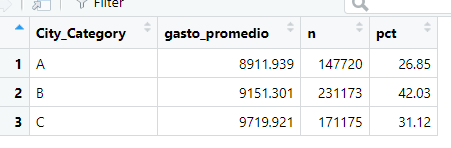 Filter
City_Category gasto_promedio n pct
1 A 8911.939 147720 26.85
2 B 9151.301 231173 42.03
3 C 9719.921 171175 31.12